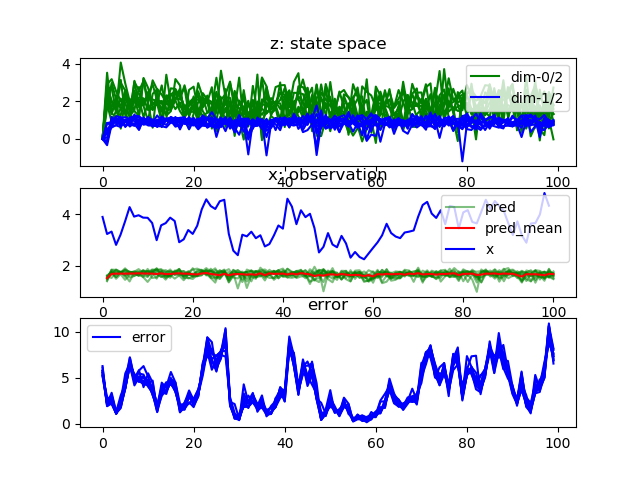 z: state space
4
2
0
dim-0/2
dim-1/2
0 20 40 60 80 100
x: observation
4
2
pred
pred_mean
x
0 20 40 60 80 100
error
10
5
0
error
0 20 40 60 80 100